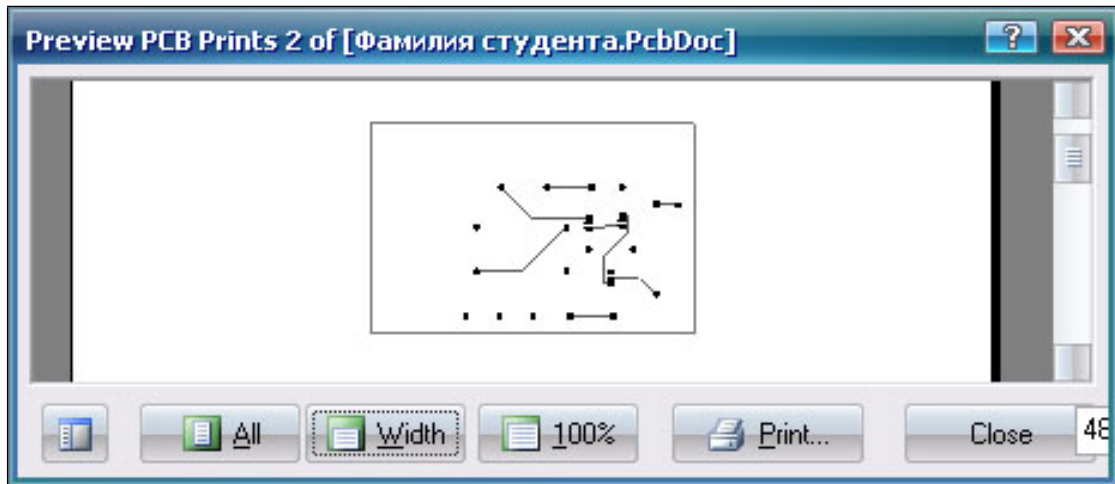 Preview PCB Prints 2 of [Фамилия студента.PcbDoc]
?
All
Width
100%
Print...
Close
48